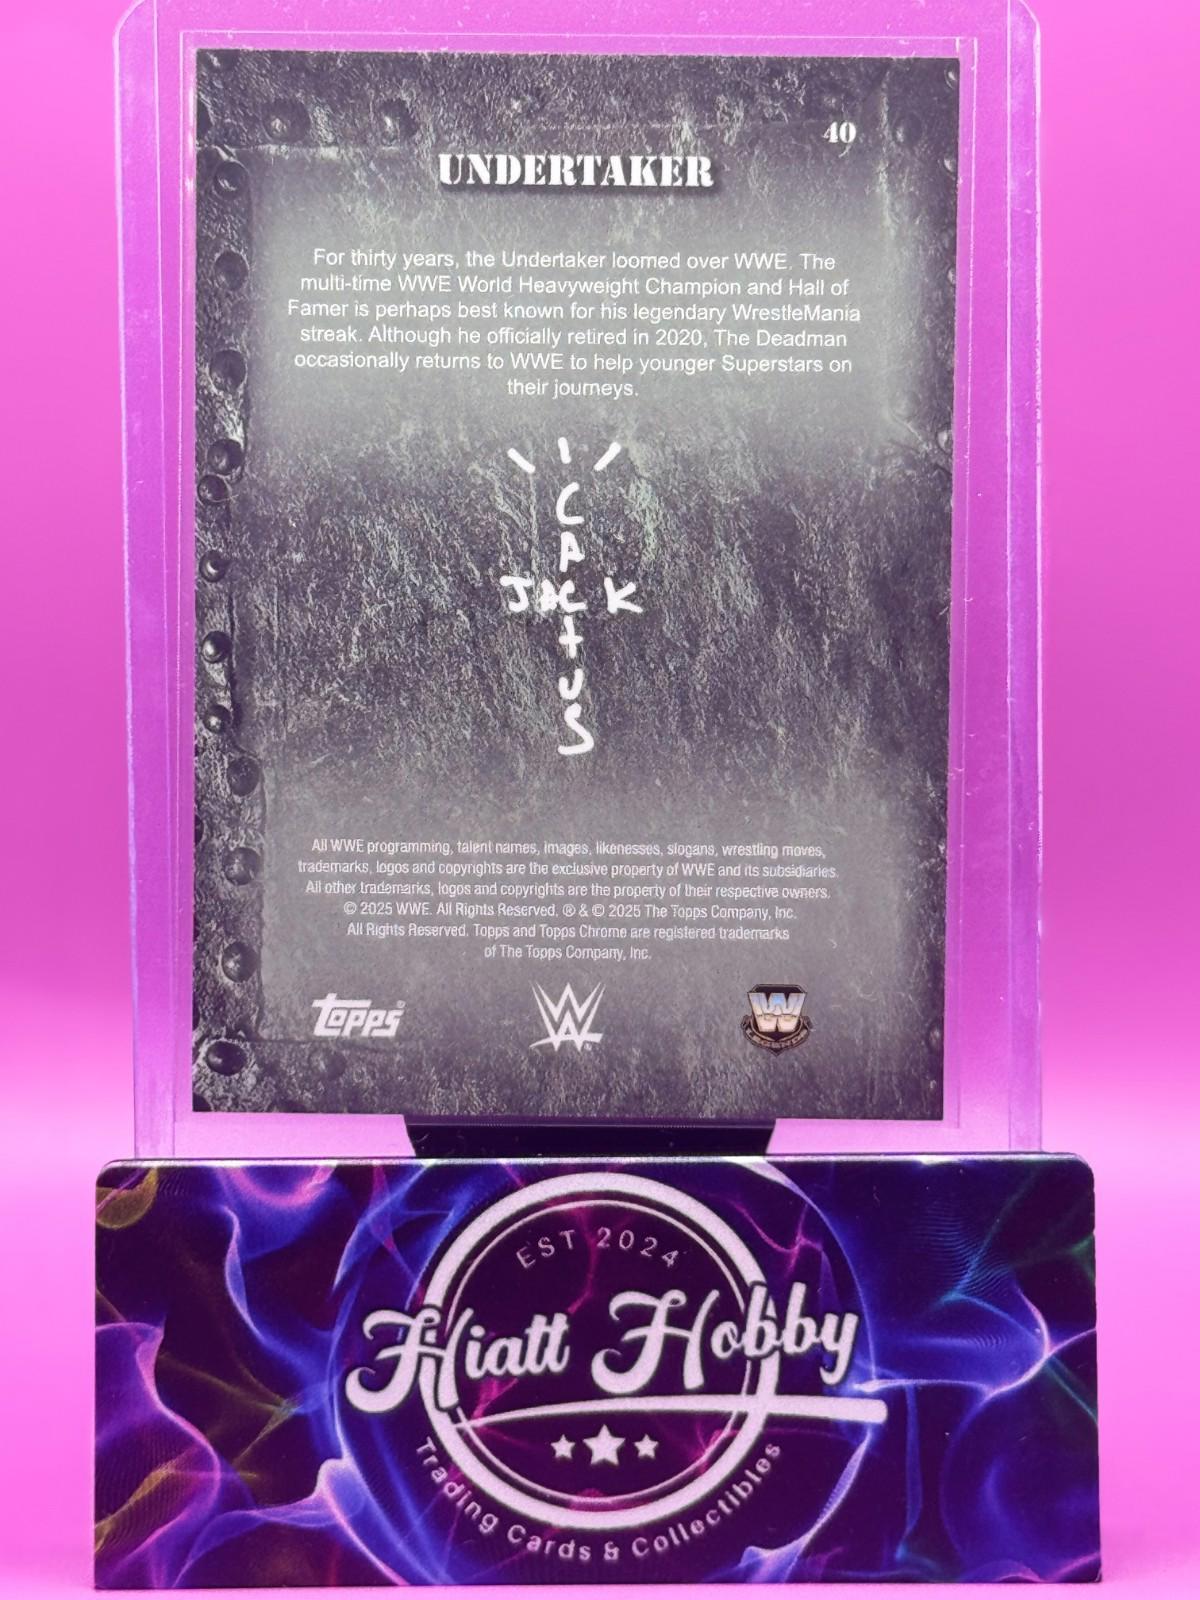 40
UNDERTAKER
For thirty years, the Undertaker loomed over WWE. The
multi-time WWE World Heavyweight Champion and Hall of
Famer is perhaps best known for his legendary WrestleMania
streak. Although he officially retired in 2020, The Deadman
occasionally returns to WWE to help younger Superstars on
their journeys.
C
A
JACK
T
U
S
All WWE programming, talent names, images, likenesses, slogans, wrestling moves,
trademarks, logos and copyrights are the exclusive property of WWE and its subsidiaries.
All other trademarks, logos and copyrights are the property of their respective owners.
© 2025 WWE. All Rights Reserved. ® & © 2025 The Topps Company, Inc.
All Rights Reserved. Topps and Topps Chrome are registered trademarks
of The Topps Company, Inc.
topps®
W
LEGENDS
EST 2024
Hiatt Hobby
Trading Cards & Collectibles